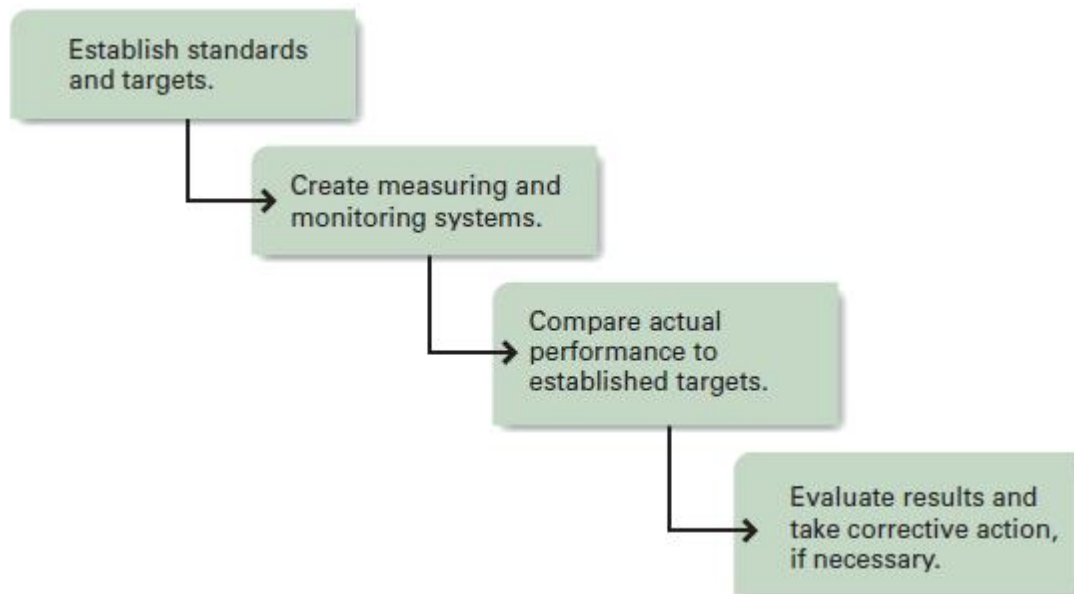 Establish standards
and targets.
Create measuring and
monitoring systems.
Compare actual
performance to
established targets.
Evaluate results and
take corrective action,
if necessary.